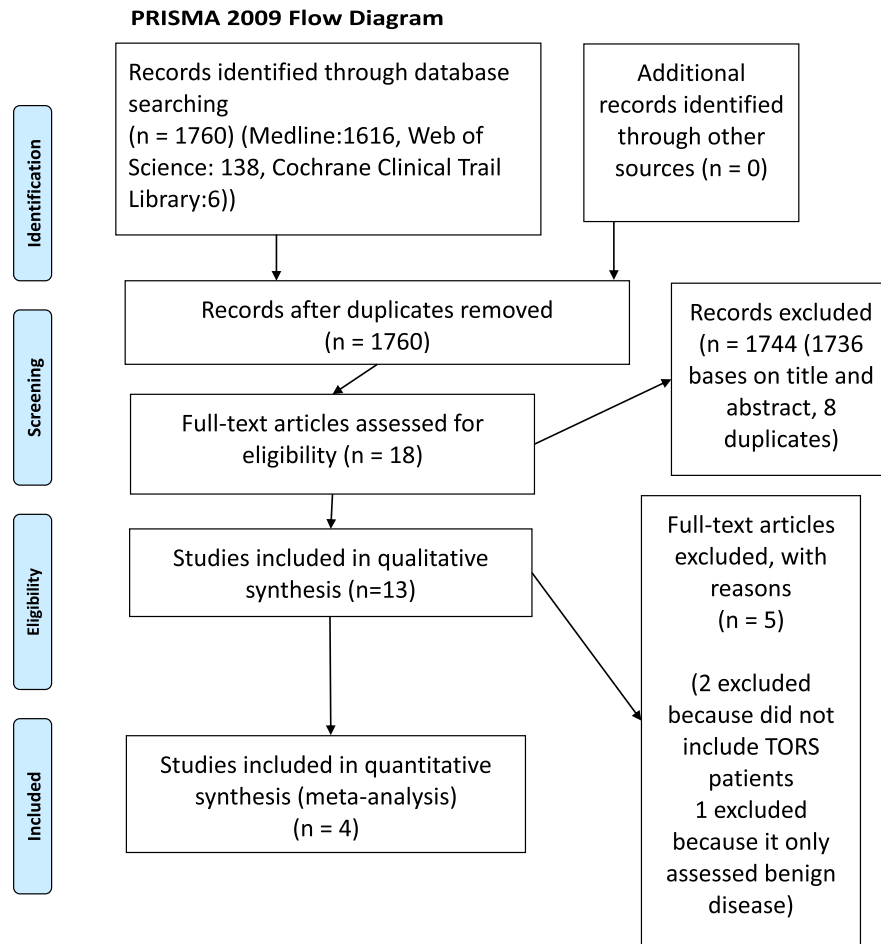 PRISMA 2009 Flow Diagram
Records identified through database
searching
(n = 1760) (Medline:1616, Web of
Science: 138, Cochrane Clinical Trail
Library:6))
Additional
records identified
through other
sources (n = 0)
Identification
Records after duplicates removed
(n = 1760)
Records excluded
(n = 1744 (1736
bases on title and
abstract, 8
duplicates)
Screening
Full-text articles assessed for
eligibility (n = 18)
Full-text articles
excluded, with
reasons
(n = 5)
(2 excluded
because did not
include TORS
patients
1 excluded
because it only
assessed benign
disease)
Eligibility
Studies included in qualitative
synthesis (n=13)
Included
Studies included in quantitative
synthesis (meta-analysis)
(n = 4)